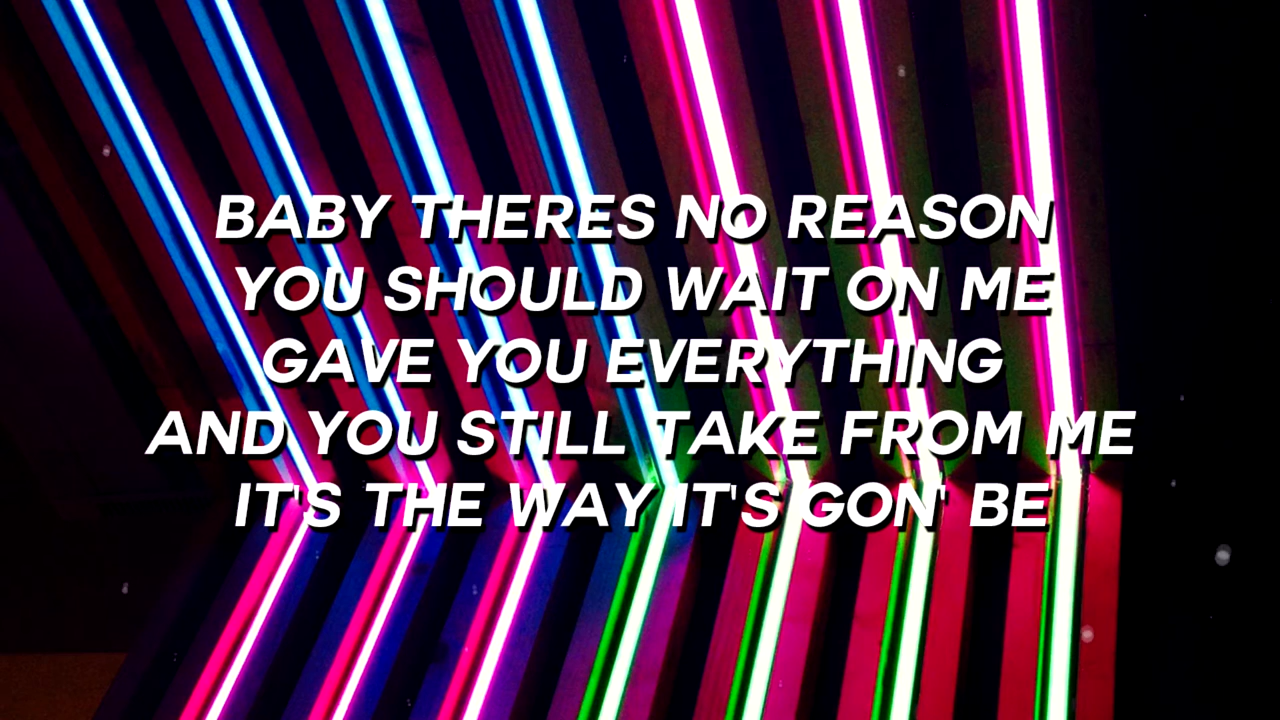 BABY THERES NO REASON
YOU SHOULD WAIT ON ME
GAVE YOU EVERYTHING
AND YOU STILL TAKE FROM ME
IT'S THE WAY IT'S GON' BE